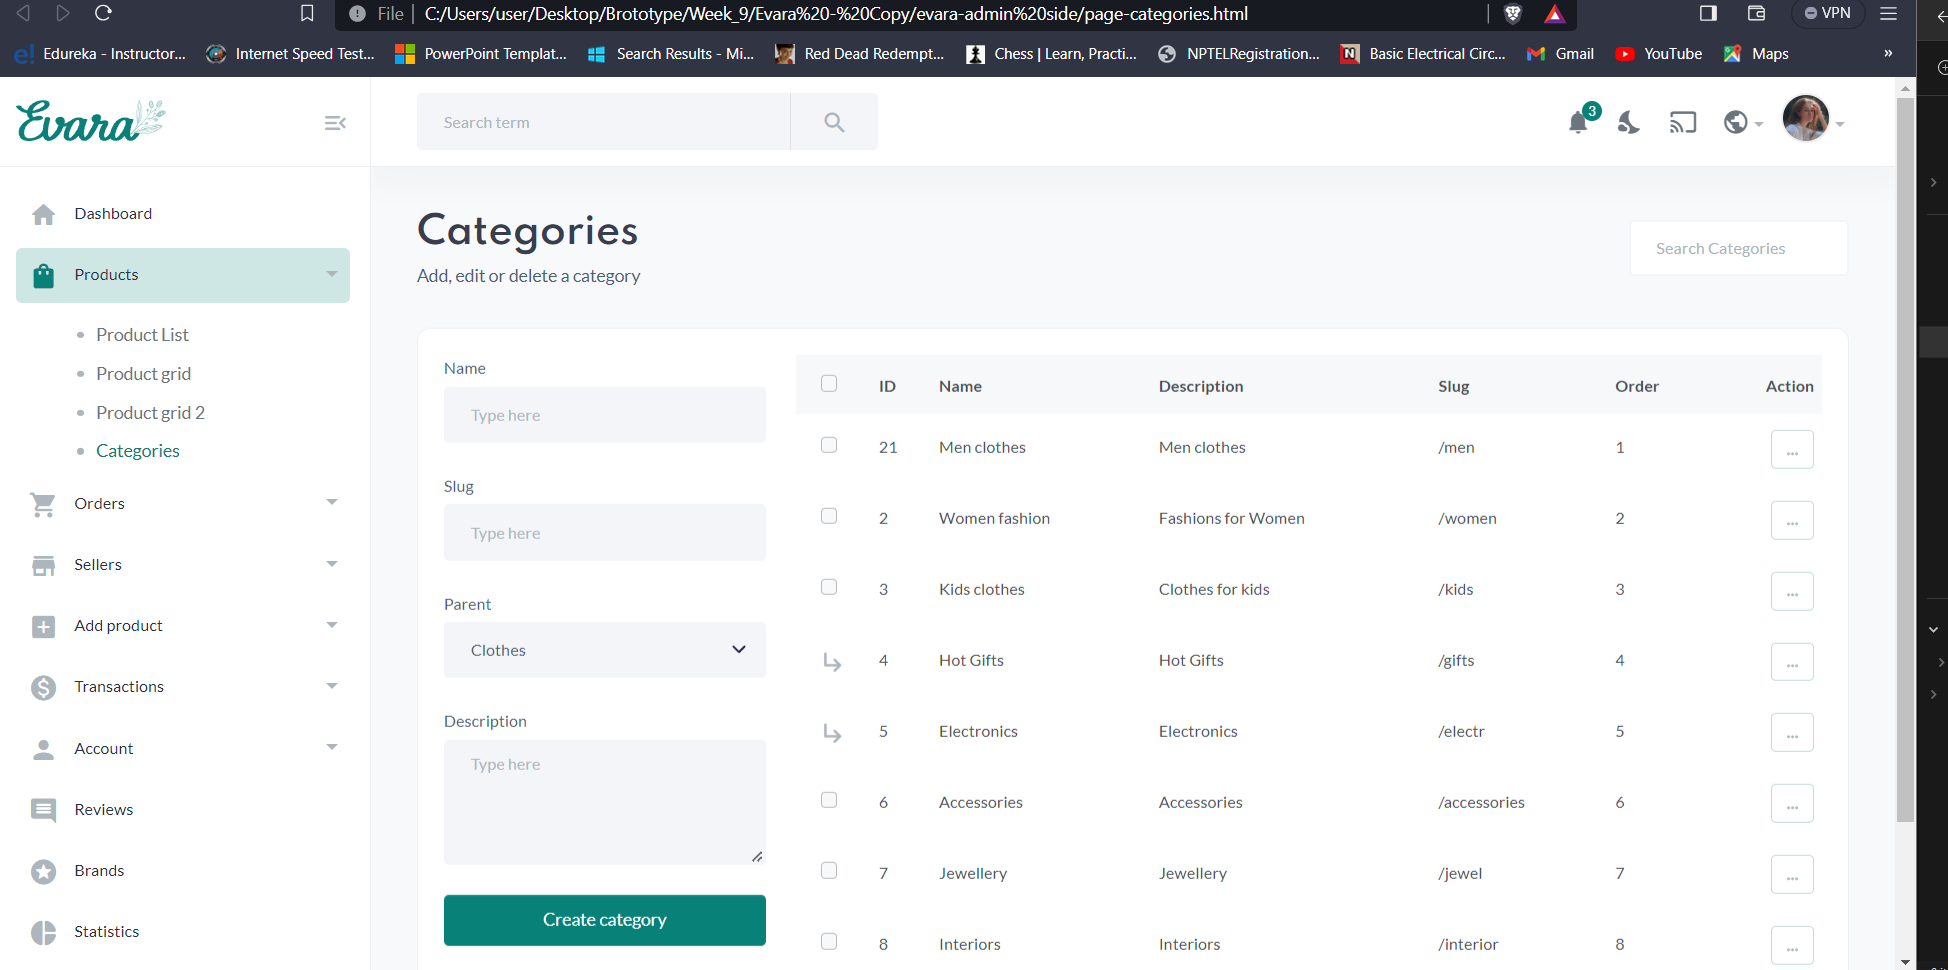 File C:/Users/user/Desktop/Brototype/Week_9/Evara%20-%20Copy/evara-admin%20side/page-categories.html VPN
e! Edureka - Instructor... Internet Speed Test... PowerPoint Templat... Search Results - Mi... Red Dead Redempt... Chess | Learn, Practi... NPTELRegistration... N Basic Electrical Circ... Gmail YouTube Maps »
Evara
Search term
3
Dashboard
Products
Product List
Product grid
Product grid 2
Categories
Orders
Sellers
Add product
Transactions
Account
Reviews
Brands
Statistics
Categories
Add, edit or delete a category
Search Categories
Name
Type here
Slug
Type here
Parent
Clothes
Description
Type here
Create category
ID Name Description Slug Order Action
21 Men clothes Men clothes /men 1 ...
2 Women fashion Fashions for Women /women 2 ...
3 Kids clothes Clothes for kids /kids 3 ...
4 Hot Gifts Hot Gifts /gifts 4 ...
5 Electronics Electronics /electr 5 ...
6 Accessories Accessories /accessories 6 ...
7 Jewellery Jewellery /jewel 7 ...
8 Interiors Interiors /interior 8 ...